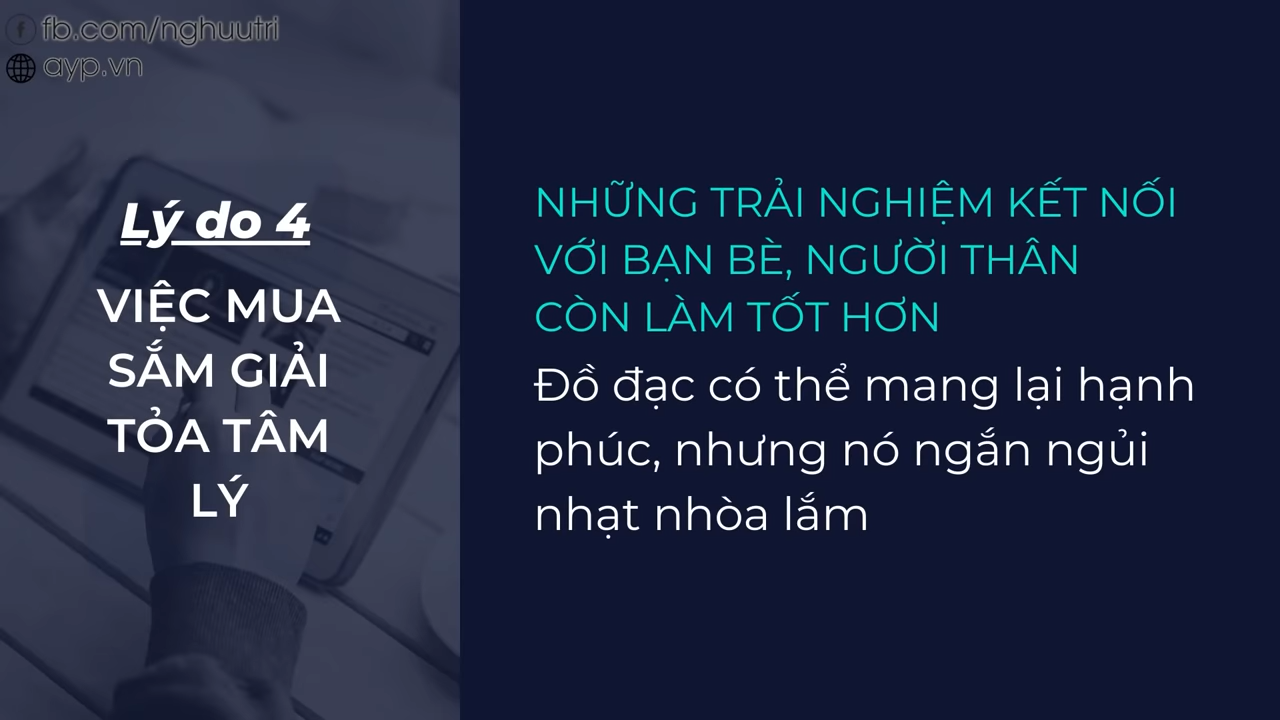 fb.com/nghuutri
ayp.vn
Lý do 4
VIỆC MUA
SẮM GIẢI
TỎA TÂM
LÝ
NHỮNG TRẢI NGHIỆM KẾT NỐI
VỚI BẠN BÈ, NGƯỜI THÂN
CÒN LÀM TỐT HƠN
Đồ đạc có thể mang lại hạnh
phúc, nhưng nó ngắn ngủi
nhạt nhòa lắm